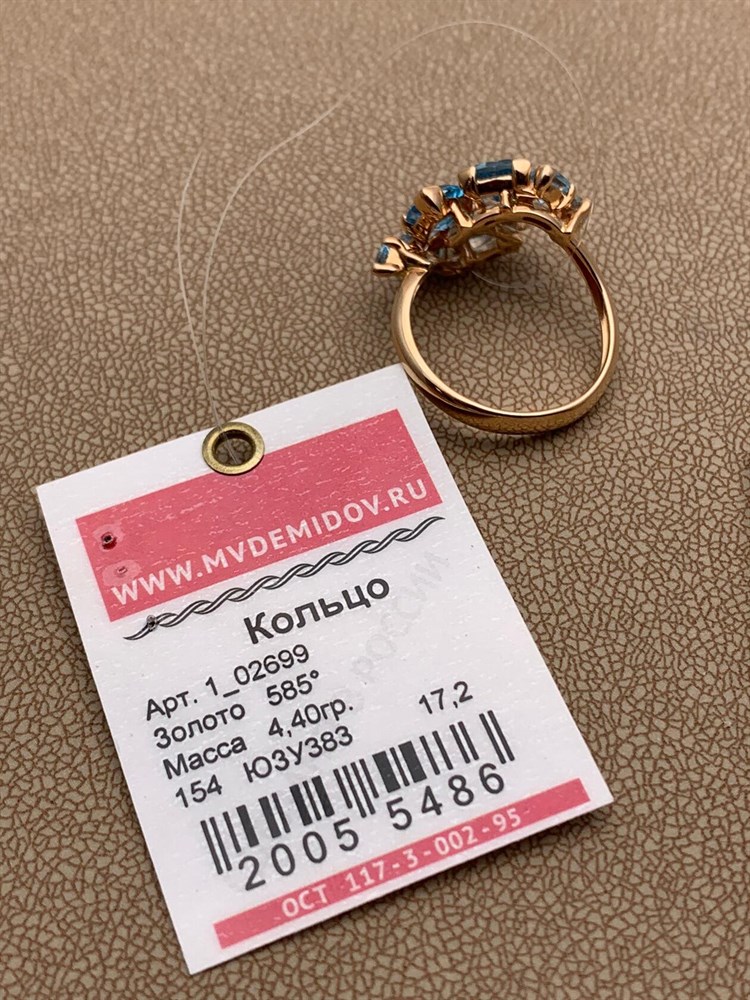 WWW.MVDEMIDOV.RU
Кольцо
РОССИИ
Арт. 1_02699
Золото 585°
Масса 4,40гр. 17,2
154 ЮЗУ383
2005 5486
ОСТ 117-3-002-95